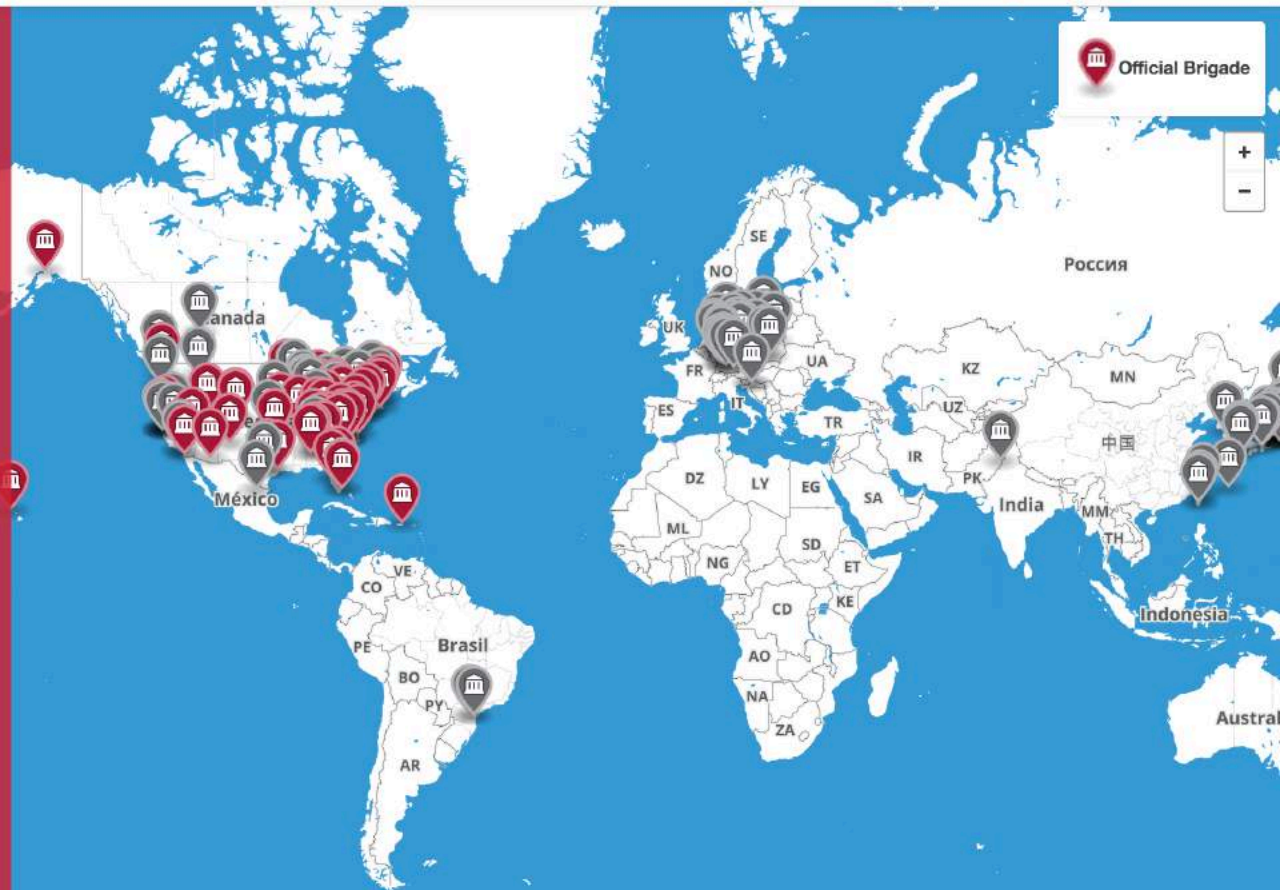 Official Brigade
+
−
SE
NO
Россия
anada
UK
UA
KZ
MN
FR
UZ
IT
ES
TR
中国
IR
PK
México
DZ
LY
EG
SA
India
MM
TH
ML
NG
SD
ET
VE
CO
KE
CD
Indonesia
PE
Brasil
AO
BO
NA
PY
ZA
Austral
AR